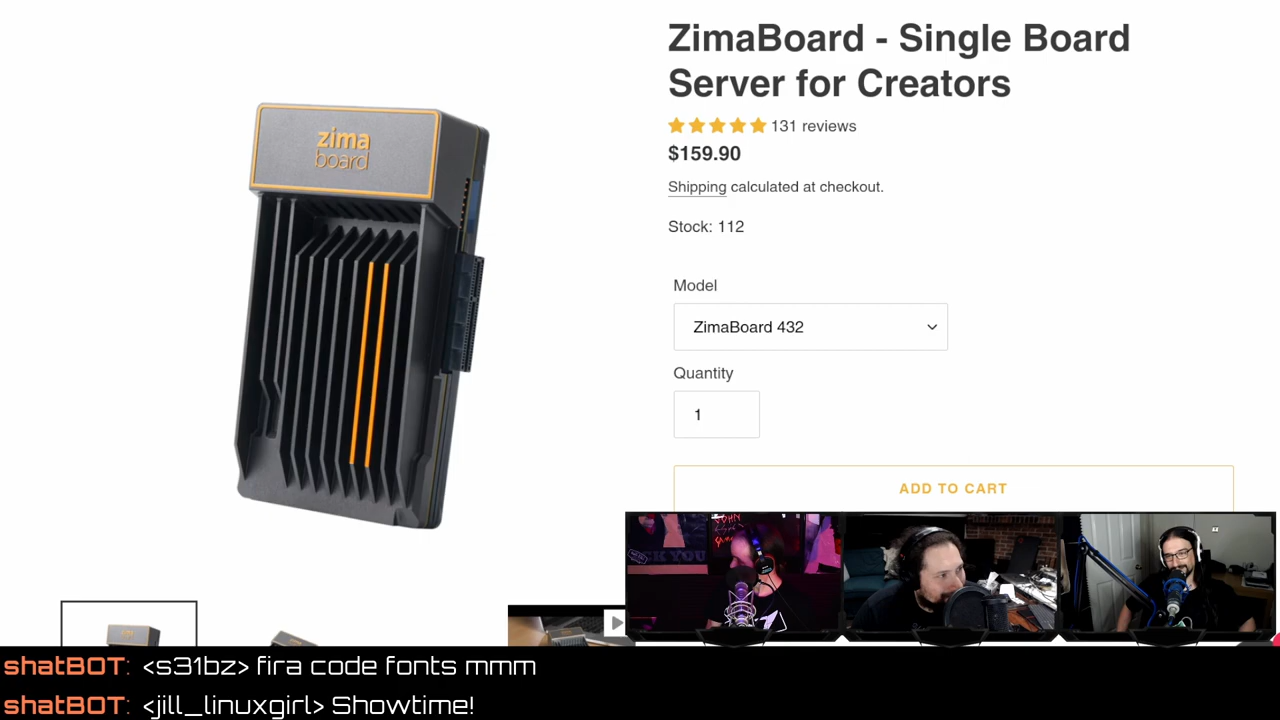 ZimaBoard - Single Board
Server for Creators
131 reviews
$159.90
Shipping calculated at checkout.
Stock: 112
Model
ZimaBoard 432
Quantity
1
ADD TO CART
zima
board
shatBOT: <s31bz> fira code fonts mmm
shatBOT: <jill_linuxgirl> Showtime!